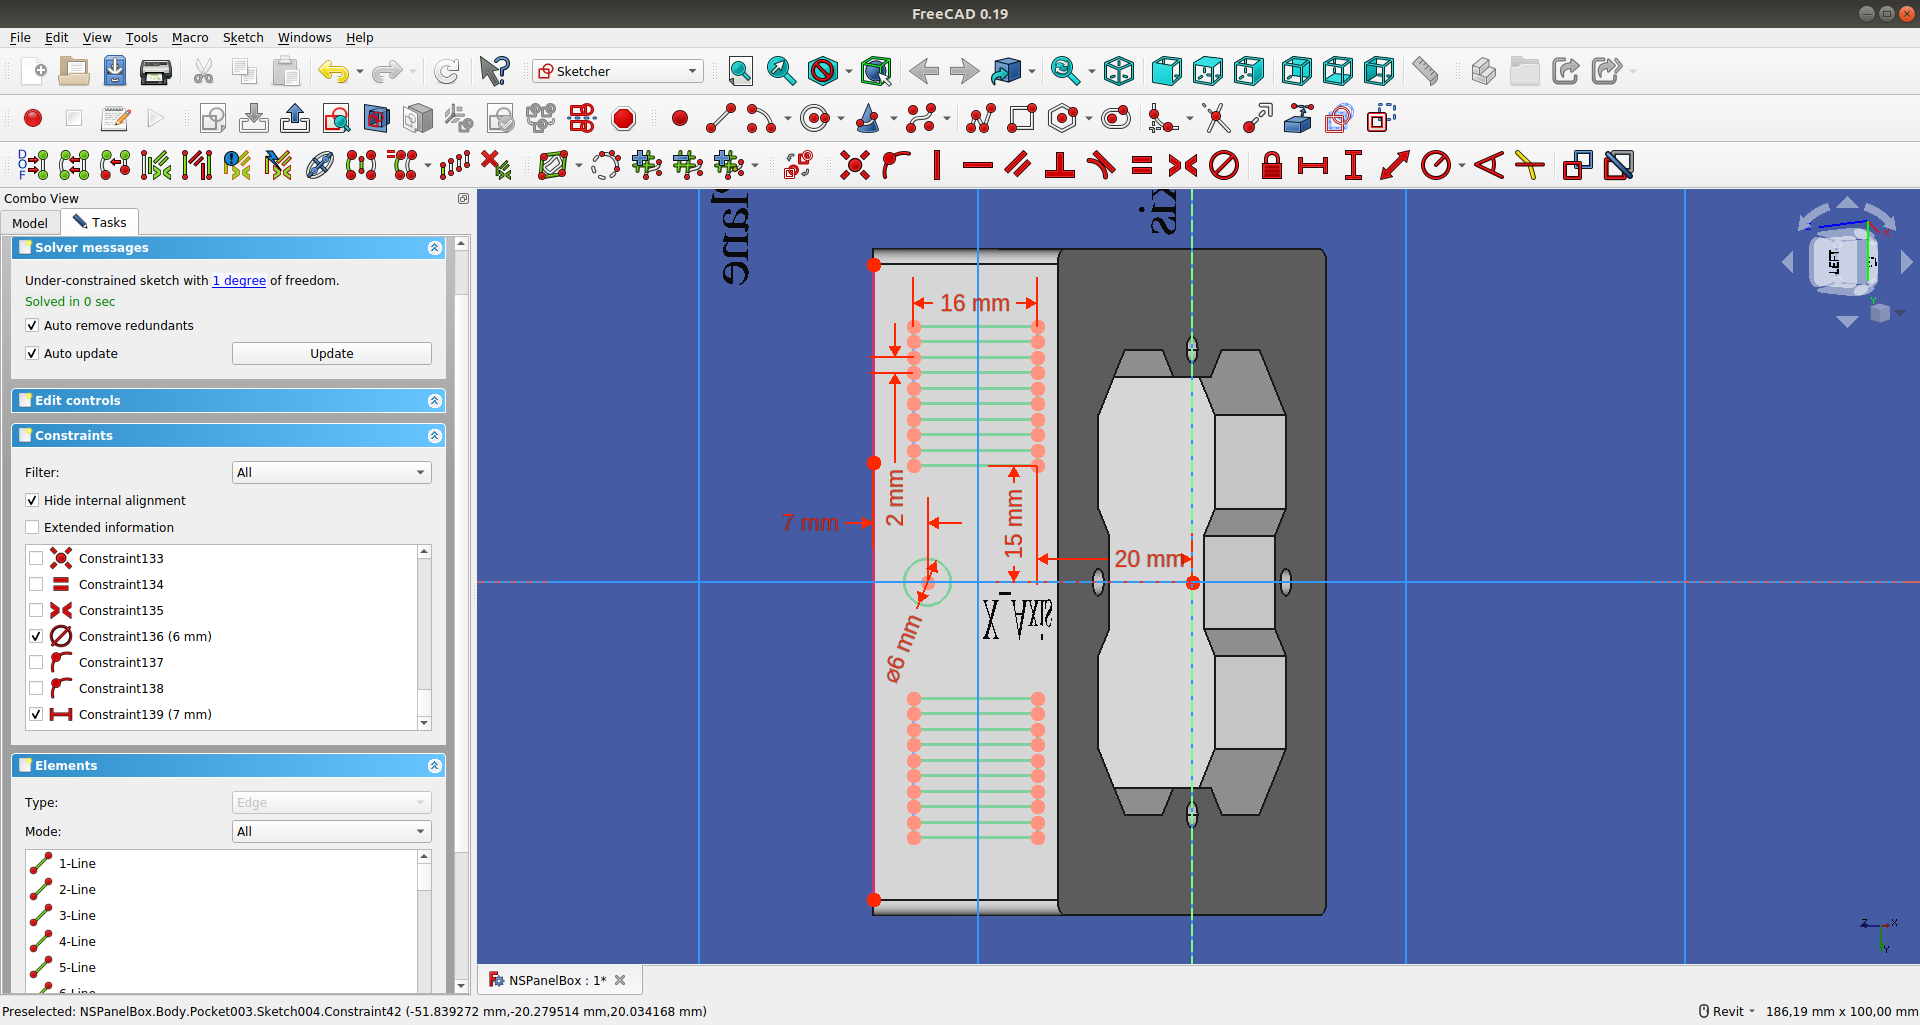 FreeCAD 0.19
File Edit View Tools Macro Sketch Windows Help
Sketcher
Combo View
Model Tasks
Solver messages
Under-constrained sketch with 1 degree of freedom.
Solved in 0 sec
Auto remove redundants
Auto update Update
Edit controls
Constraints
Filter: All
Hide internal alignment
Extended information
Constraint133
Constraint134
Constraint135
Constraint136 (6 mm)
Constraint137
Constraint138
Constraint139 (7 mm)
Elements
Type: Edge
Mode: All
1-Line
2-Line
3-Line
4-Line
5-Line
lane
xis
16 mm
2 mm
7 mm
15 mm
20 mm
⌀6 mm
X_Axis
LEFT
Z X
Y
NSPanelBox : 1*
Preselected: NSPanelBox.Body.Pocket003.Sketch004.Constraint42 (-51.839272 mm,-20.279514 mm,20.034168 mm)
Revit 186,19 mm x 100,00 mm